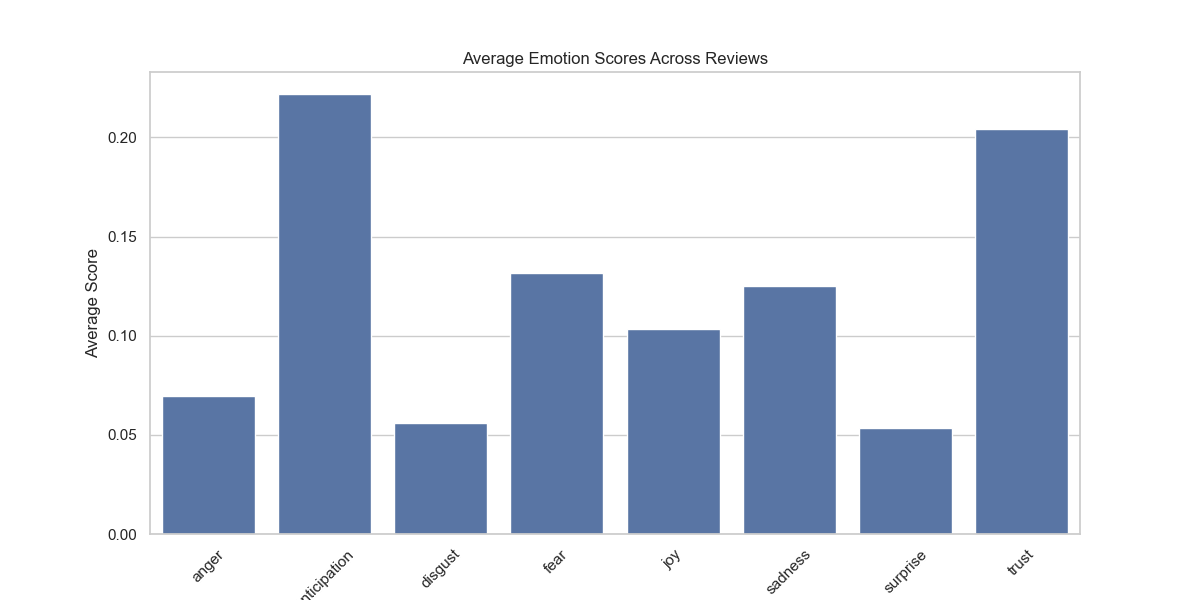 Average Emotion Scores Across Reviews
Average Score
0.20
0.15
0.10
0.05
0.00
anger
nticipation
disgust
fear
joy
sadness
surprise
trust